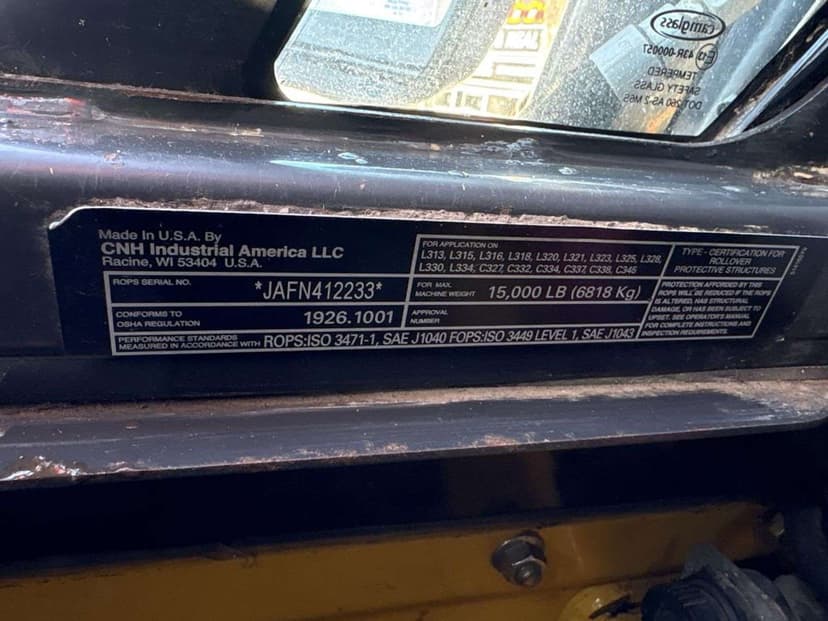 camglass
E13 43R-000057
TEMPERED
SAFETY GLASS
DOT-260 AS-2 M65
Made In U.S.A. By
CNH Industrial America LLC
Racine, WI 53404 U.S.A.
ROPS SERIAL NO.
*JAFN412233*
CONFORMS TO
OSHA REGULATION
1926.1001
FOR APPLICATION ON
L313, L315, L316, L318, L320, L321, L323, L325, L328,
L330, L334, C327, C332, C334, C337, C338, C345
FOR MAX.
MACHINE WEIGHT
15,000 LB (6818 Kg)
APPROVAL
NUMBER
PERFORMANCE STANDARDS
MEASURED IN ACCORDANCE WITH ROPS:ISO 3471-1, SAE J1040 FOPS:ISO 3449 LEVEL 1, SAE J1043
TYPE - CERTIFICATION FOR
ROLLOVER
PROTECTIVE STRUCTURES
PROTECTION AFFORDED BY THIS
ROPS WILL BE REDUCED IF THE ROPS
IS ALTERED, HAS STRUCTURAL
DAMAGE, OR HAS BEEN SUBJECT TO
UPSET. SEE OPERATOR'S MANUAL
FOR COMPLETE INSTRUCTIONS AND
INSPECTION REQUIREMENTS.